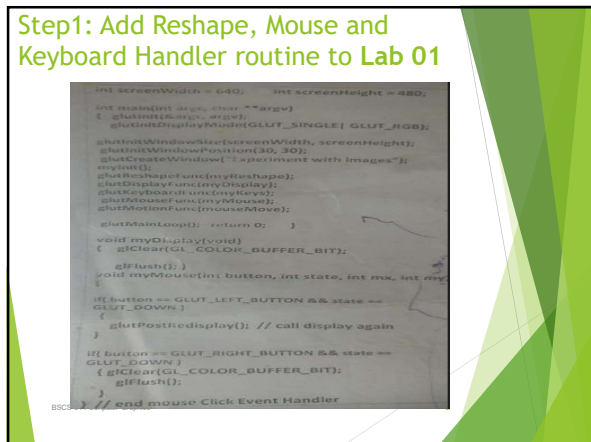 Step1: Add Reshape, Mouse and
Keyboard Handler routine to Lab 01
int screenWidth = 640; int screenHeight = 480;
int main(int argc, char **argv)
{ glutInit(&argc, argv);
glutInitDisplayMode(GLUT_SINGLE| GLUT_RGB);
glutInitWindowSize(screenWidth, screenHeight);
glutInitWindowPosition(30, 30);
glutCreateWindow("Experiment with images");
myInit();
glutReshapeFunc(myReshape);
glutDisplayFunc(myDisplay);
glutKeyboardFunc(myKeys);
glutMouseFunc(myMouse);
glutMotionFunc(mouseMove);
glutMainLoop(); return 0; }
void myDisplay(void)
{ glClear(GL_COLOR_BUFFER_BIT);
glFlush(); }
void myMouse(int button, int state, int mx, int my
{
if( button == GLUT_LEFT_BUTTON && state ==
GLUT_DOWN )
{
glutPostRedisplay(); // call display again
}
if( button == GLUT_RIGHT_BUTTON && state ==
GLUT_DOWN )
{ glClear(GL_COLOR_BUFFER_BIT);
glFlush();
}
} // end mouse Click Event Handler